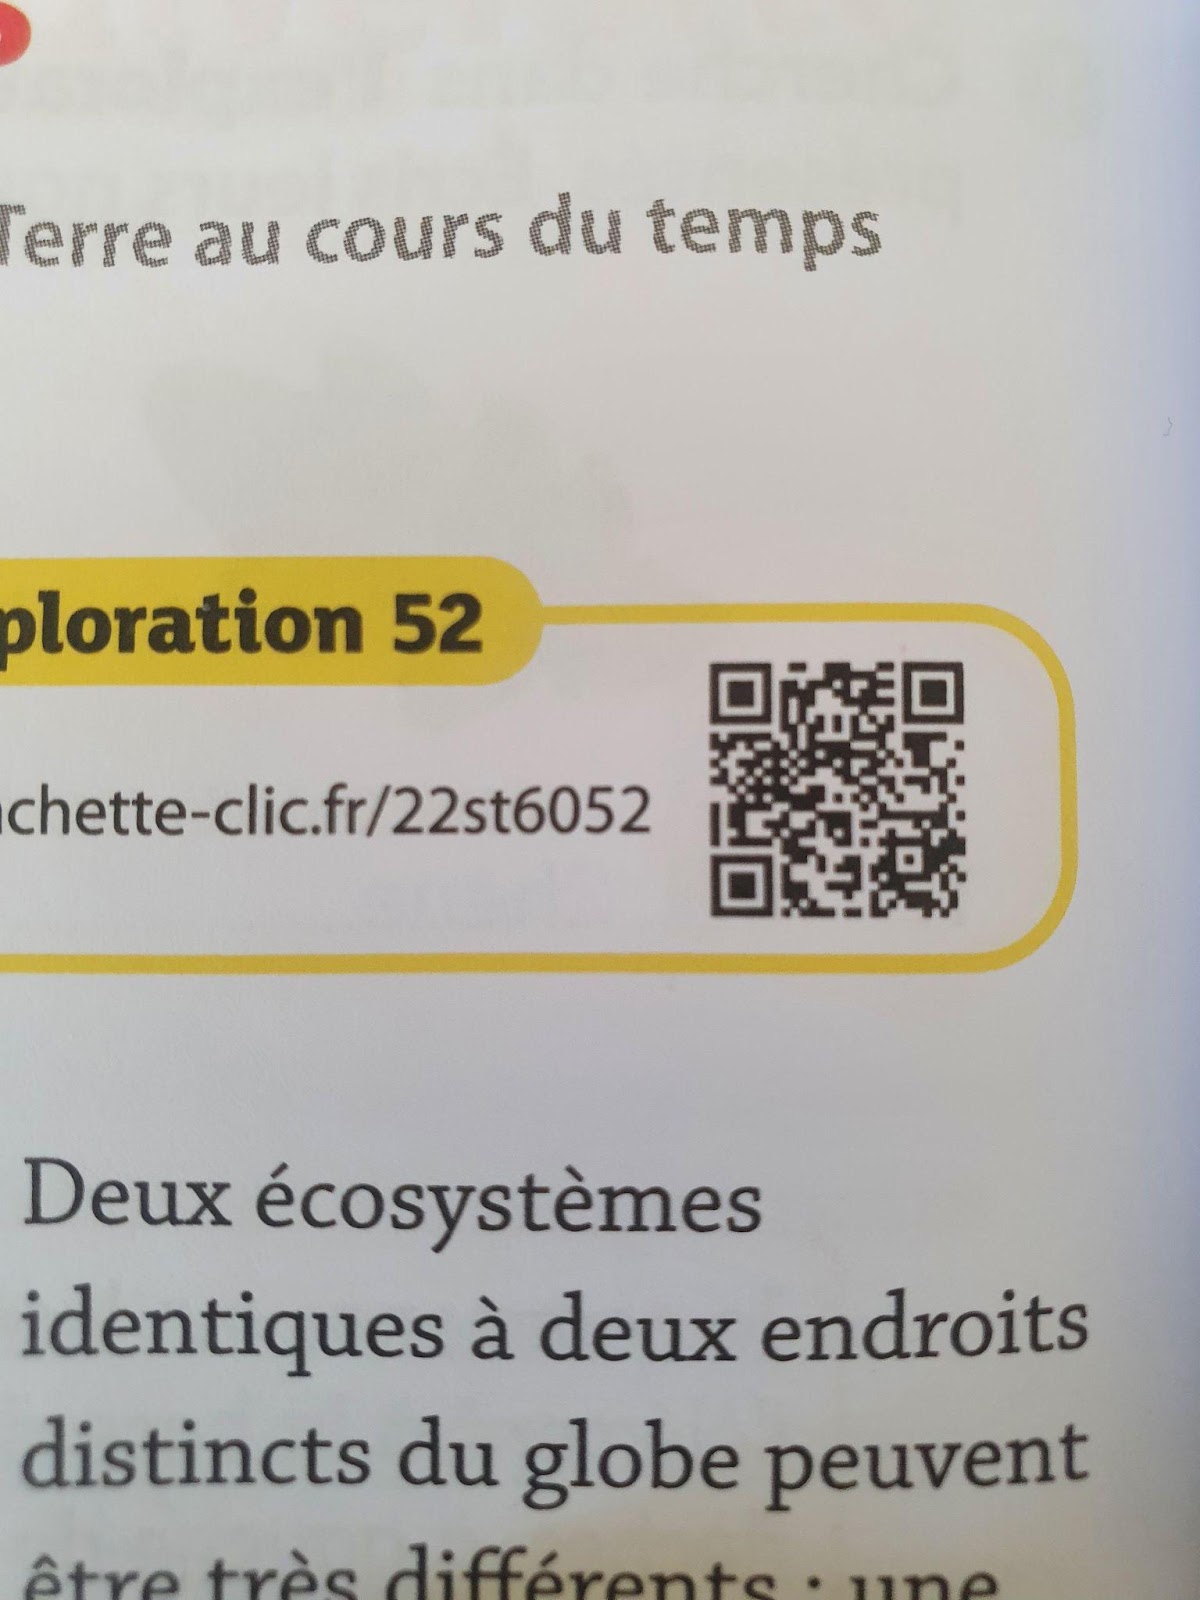 Terre au cours du temps
ploration 52
chette-clic.fr/22st6052
Deux écosystèmes
identiques à deux endroits
distincts du globe peuvent
être très différents : une